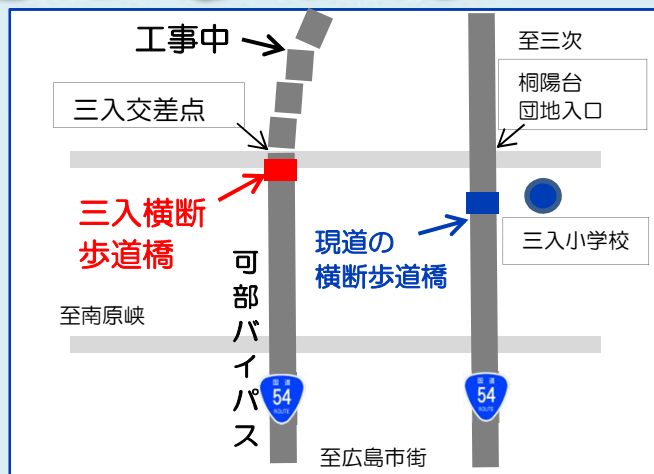 工事中
至三次
桐陽台
団地入口
三入交差点
三入横断
歩道橋
現道の
横断歩道橋
三入小学校
可部バイパス
至南原峡
国道
54
ROUTE
国道
54
ROUTE
至広島市街